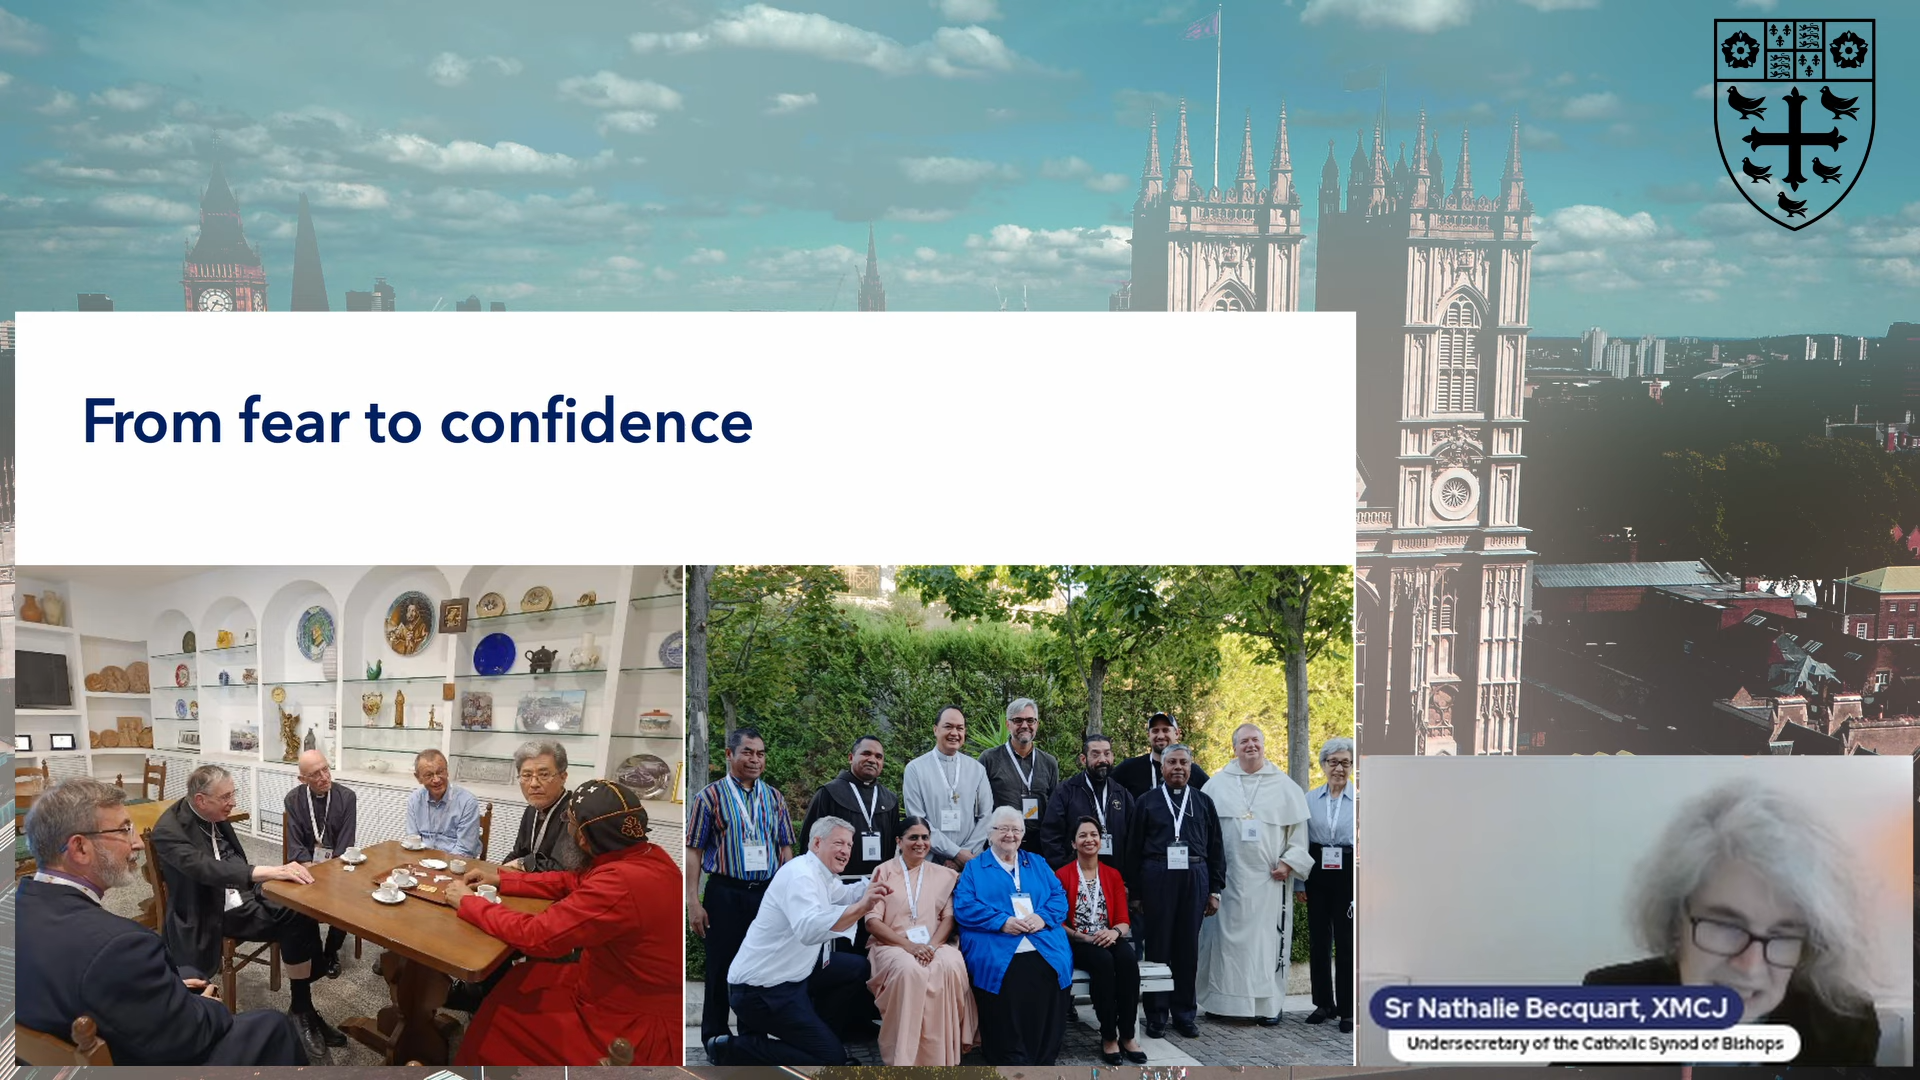 From fear to confidence
Sr Nathalie Becquart, XMCJ
Undersecretary of the Catholic Synod of Bishops